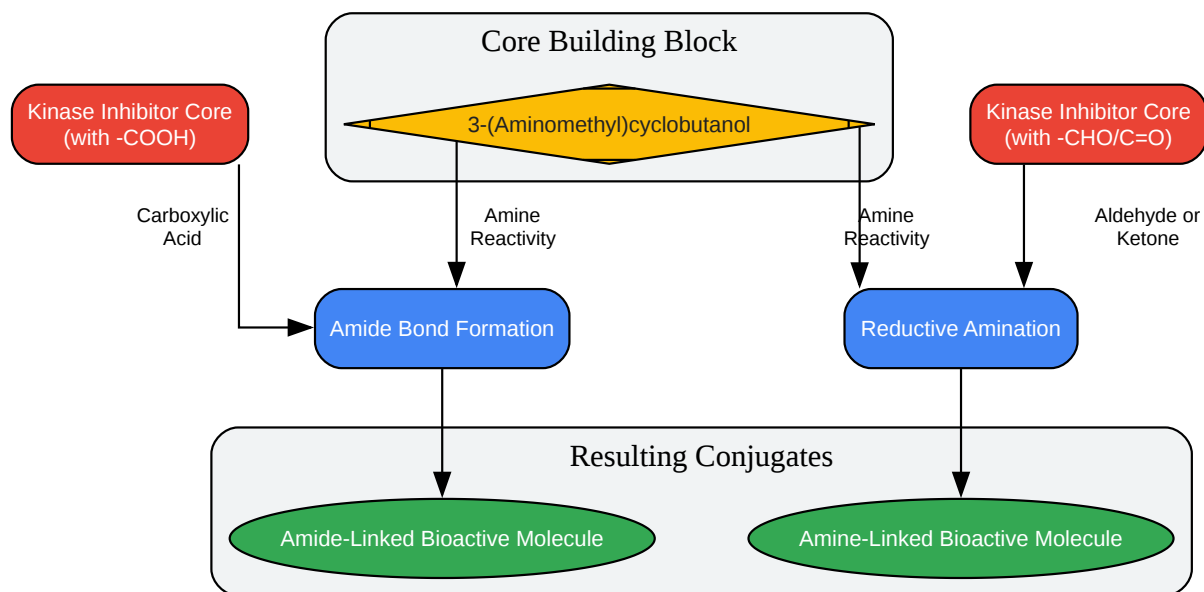 Core Building Block
Kinase Inhibitor Core
(with -COOH)
3-(Aminomethyl)cyclobutanol
Kinase Inhibitor Core
(with -CHO/C=O)
Carboxylic
Acid
Amine
Reactivity
Amine
Reactivity
Aldehyde or
Ketone
Amide Bond Formation
Reductive Amination
Resulting Conjugates
Amide-Linked Bioactive Molecule
Amine-Linked Bioactive Molecule